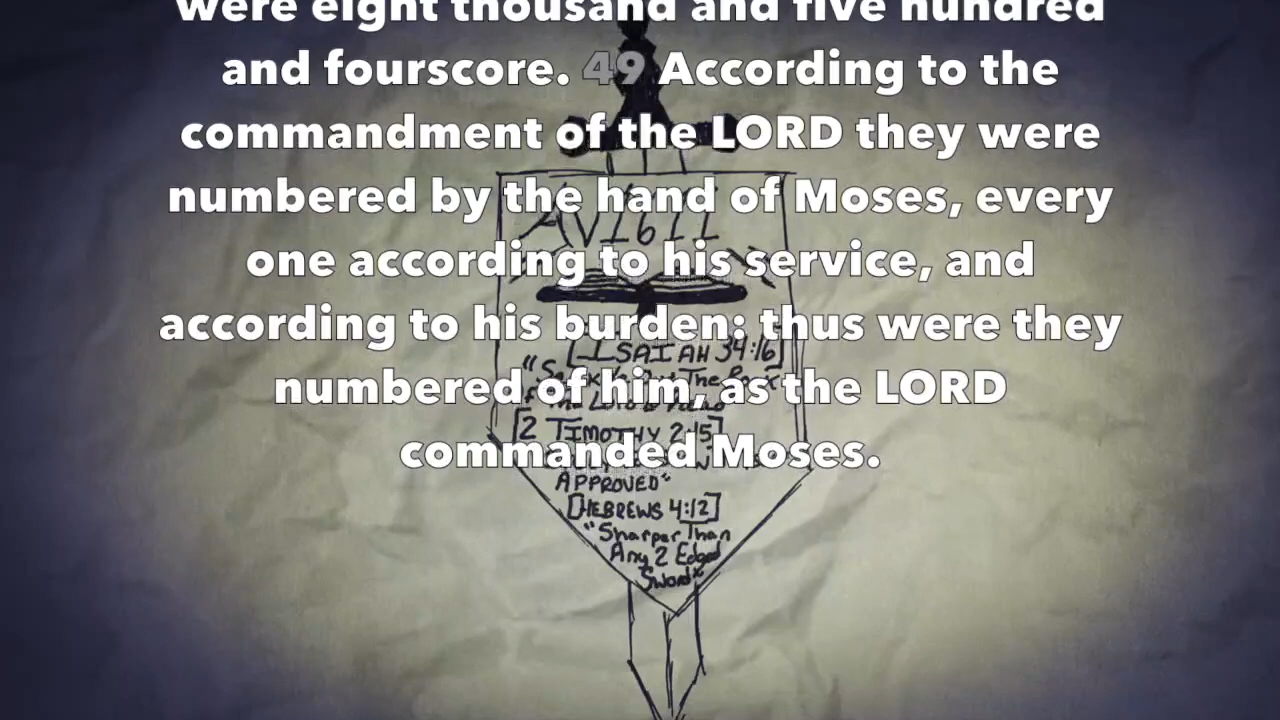 were eight thousand and five hundred
and fourscore. 49 According to the
commandment of the LORD they were
numbered by the hand of Moses, every
one according to his service, and
according to his burden: thus were they
numbered of him, as the LORD
commanded Moses.
AV1611
[ISAIAH 34:16]
The
[2 TIMOTHY 2:15]
APPROVED"
[HEBREWS 4:12]
"Sharper Than
Any 2 Edged
Sword"